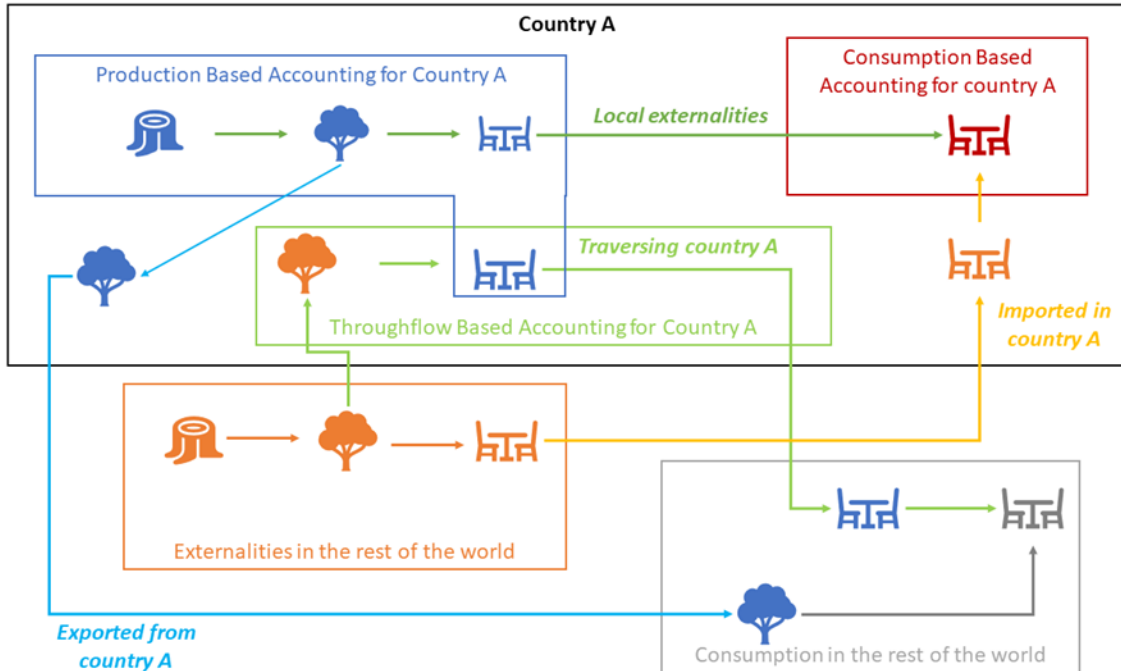 Country A
Production Based Accounting for Country A
Consumption Based
Accounting for country A
Local externalities
Traversing country A
Throughflow Based Accounting for Country A
Imported in
country A
Externalities in the rest of the world
Exported from
country A
Consumption in the rest of the world